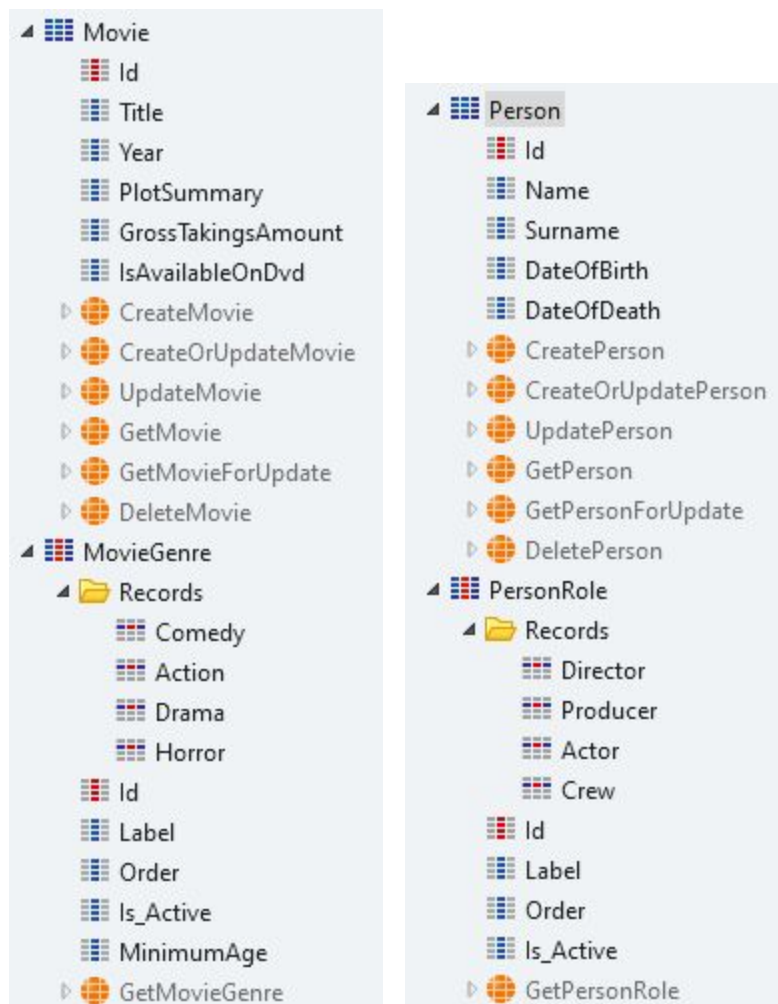 Movie
Id
Title
Year
PlotSummary
GrossTakingsAmount
IsAvailableOnDvd
CreateMovie
CreateOrUpdateMovie
UpdateMovie
GetMovie
GetMovieForUpdate
DeleteMovie
MovieGenre
Records
Comedy
Action
Drama
Horror
Id
Label
Order
Is_Active
MinimumAge
GetMovieGenre
Person
Id
Name
Surname
DateOfBirth
DateOfDeath
CreatePerson
CreateOrUpdatePerson
UpdatePerson
GetPerson
GetPersonForUpdate
DeletePerson
PersonRole
Records
Director
Producer
Actor
Crew
Id
Label
Order
Is_Active
GetPersonRole